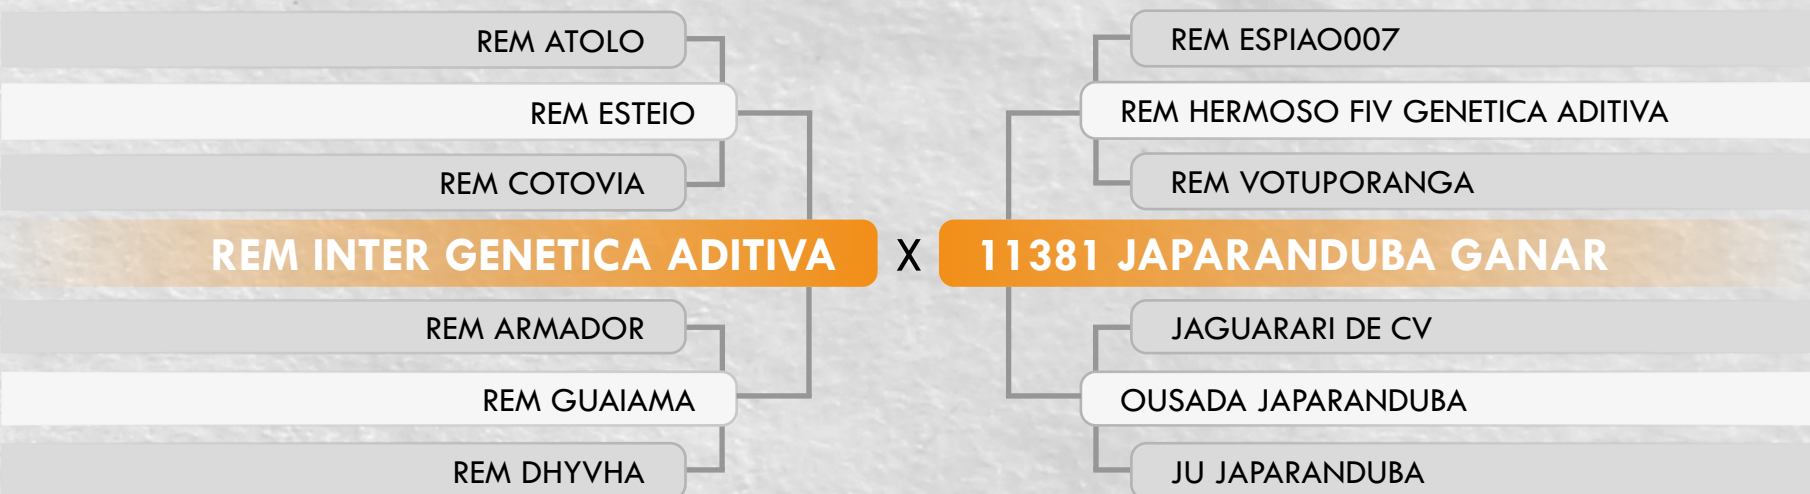 REM ATOLO
REM ESTEIO
REM COTOVIA
REM INTER GENETICA ADITIVA
REM ARMADOR
REM GUAIAMA
REM DHYVHA
X
REM ESPIAO007
REM HERMOSO FIV GENETICA ADITIVA
REM VOTUPORANGA
11381 JAPARANDUBA GANAR
JAGUARARI DE CV
OUSADA JAPARANDUBA
JU JAPARANDUBA